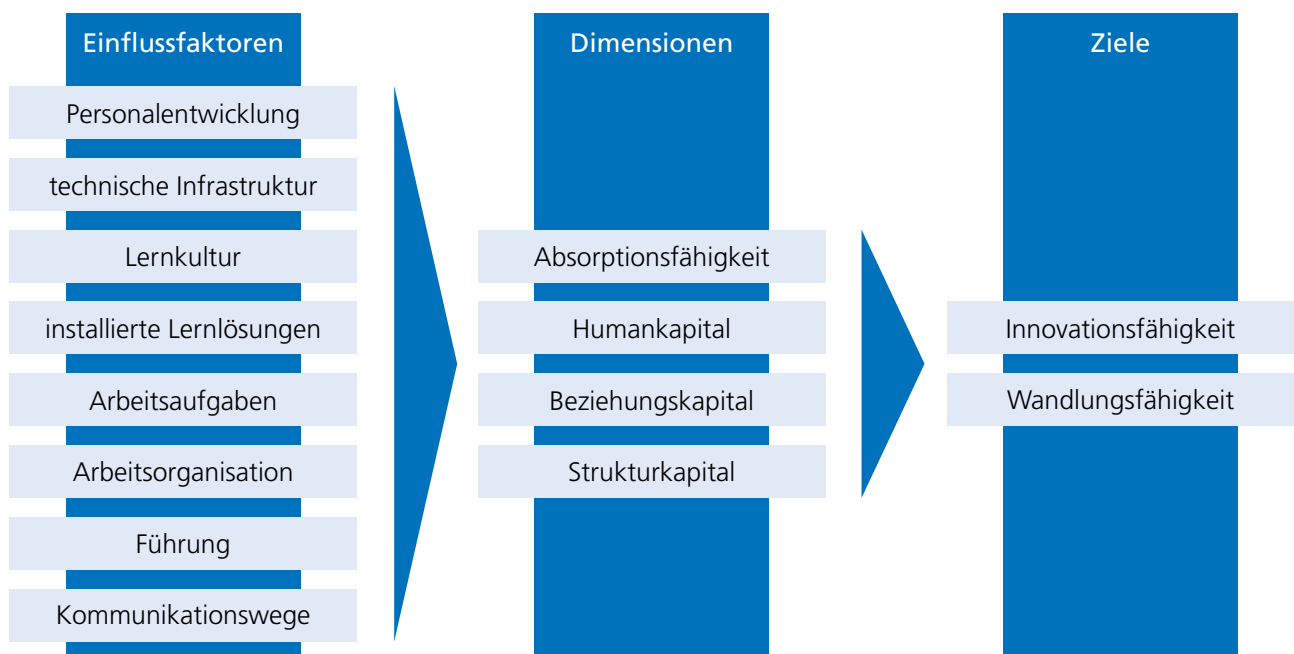 Einflussfaktoren
Personalentwicklung
technische Infrastruktur
Lernkultur
installierte Lernlösungen
Arbeitsaufgaben
Arbeitsorganisation
Führung
Kommunikationswege
Dimensionen
Absorptionsfähigkeit
Humankapital
Beziehungskapital
Strukturkapital
Ziele
Innovationsfähigkeit
Wandlungsfähigkeit